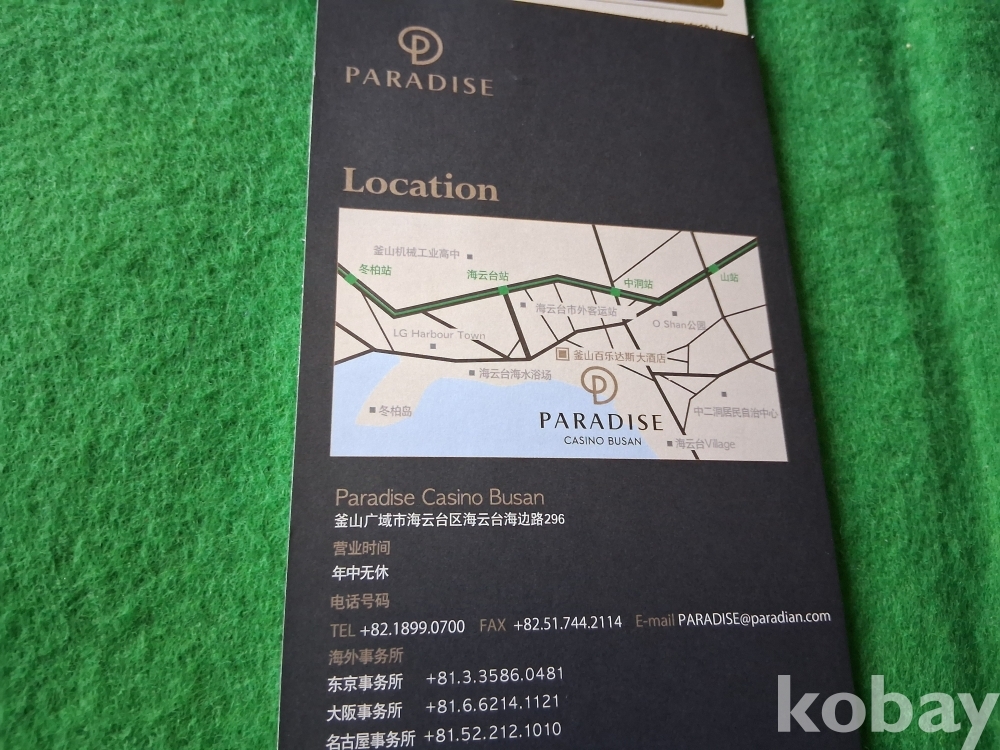 PARADISE
Location
釜山机械工业高中
冬柏站
海云台站
中洞站
山站
海云台市外客运站
O Shan公园
LG Harbour Town
釜山百乐达斯大酒店
海云台海水浴场
冬柏岛
PARADISE
CASINO BUSAN
中二洞居民自治中心
海云台Village
Paradise Casino Busan
釜山广域市海云台区海云台海边路296
营业时间
年中无休
电话号码
TEL +82.1899.0700 FAX +82.51.744.2114 E-mail PARADISE@paradian.com
海外事务所
东京事务所 +81.3.3586.0481
大阪事务所 +81.6.6214.1121
名古屋事务所 +81.52.212.1010
kobay